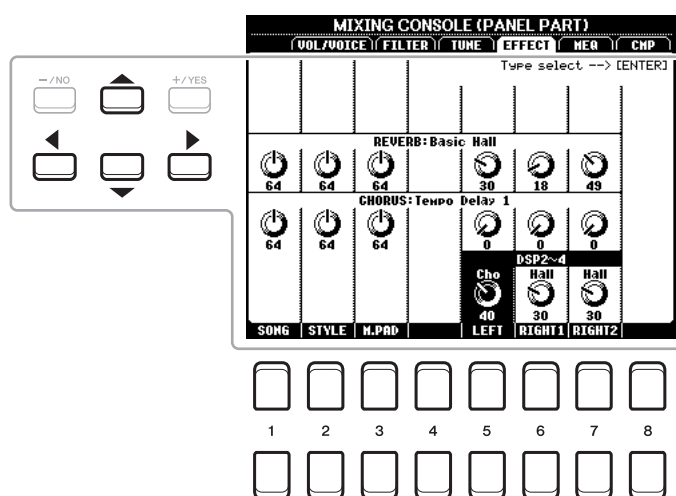 MIXING CONSOLE (PANEL PART)
VOL/VOICE FILTER TUNE EFFECT MEQ CMP
Type select --> [ENTER]
-/NO +/YES
REVERB:Basic Hall
64 64 64 30 18 49
CHORUS:Tempo Delay 1
64 64 64 0 0 0
DSP2~4
Cho Hall Hall
40 30 30
SONG STYLE M.PAD LEFT RIGHT1 RIGHT2
1 2 3 4 5 6 7 8